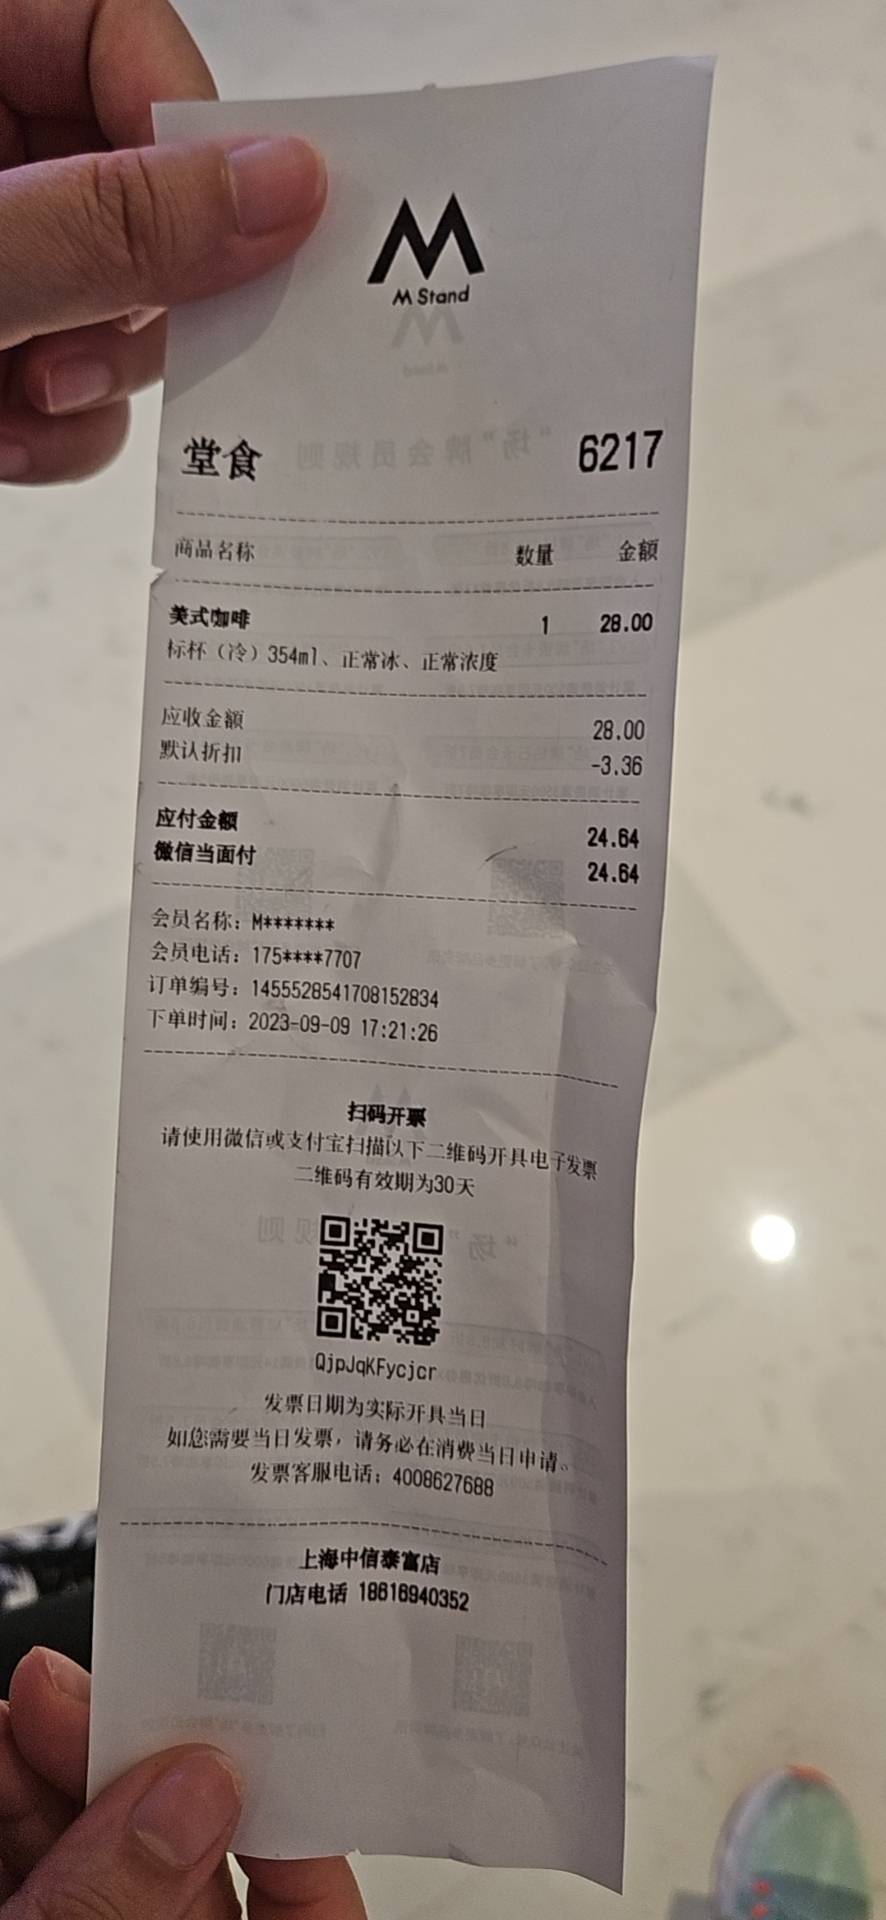 M Stand
堂食 6217
商品名称 数量 金额
美式咖啡 1 28.00
标杯（冷）354ml、正常冰、正常浓度
应收金额 28.00
默认折扣 -3.36
应付金额 24.64
微信当面付 24.64
会员名称：M*******
会员电话：175****7707
订单编号：1455528541708152834
下单时间：2023-09-09 17:21:26
扫码开票
请使用微信或支付宝扫描以下二维码开具电子发票
二维码有效期为30天
QjpJqKFycjcr
发票日期为实际开具当日
如您需要当日发票，请务必在消费当日申请。
发票客服电话：4008627688
上海中信泰富店
门店电话 18616940352